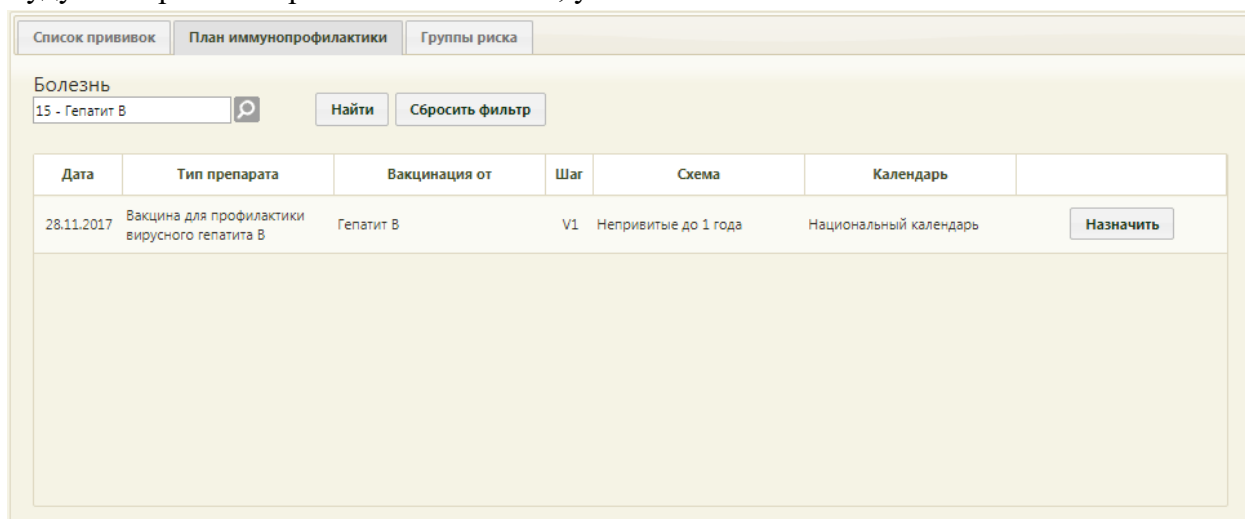 Список прививок План иммунопрофилактики Группы риска
Болезнь
15 - Гепатит В Найти Сбросить фильтр
Дата Тип препарата Вакцинация от Шаг Схема Календарь
28.11.2017 Вакцина для профилактики вирусного гепатита В Гепатит В V1 Непривитые до 1 года Национальный календарь Назначить